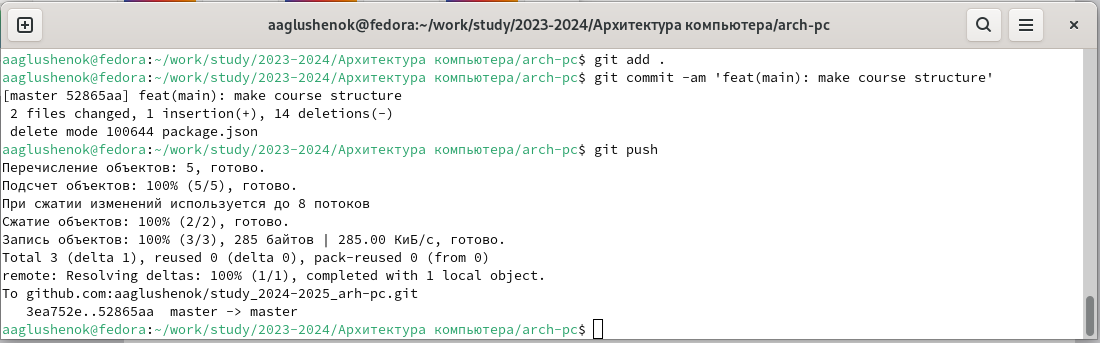 aaglushenok@fedora:~/work/study/2023-2024/Архитектура компьютера/arch-pc
aaglushenok@fedora:~/work/study/2023-2024/Архитектура компьютера/arch-pc$ git add .
aaglushenok@fedora:~/work/study/2023-2024/Архитектура компьютера/arch-pc$ git commit -am 'feat(main): make course structure'
[master 52865aa] feat(main): make course structure
 2 files changed, 1 insertion(+), 14 deletions(-)
 delete mode 100644 package.json
aaglushenok@fedora:~/work/study/2023-2024/Архитектура компьютера/arch-pc$ git push
Перечисление объектов: 5, готово.
Подсчет объектов: 100% (5/5), готово.
При сжатии изменений используется до 8 потоков
Сжатие объектов: 100% (2/2), готово.
Запись объектов: 100% (3/3), 285 байтов | 285.00 КиБ/с, готово.
Total 3 (delta 1), reused 0 (delta 0), pack-reused 0 (from 0)
remote: Resolving deltas: 100% (1/1), completed with 1 local object.
To github.com:aaglushenok/study_2024-2025_arh-pc.git
   3ea752e..52865aa  master -> master
aaglushenok@fedora:~/work/study/2023-2024/Архитектура компьютера/arch-pc$